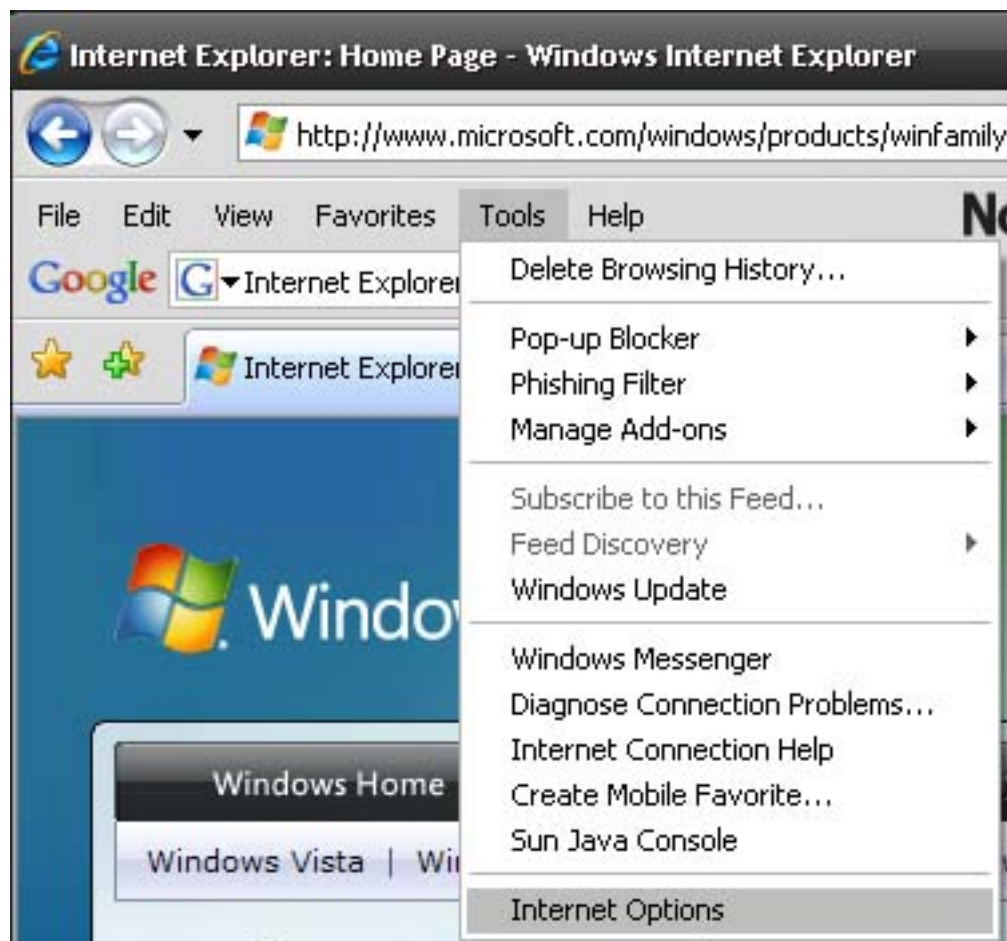 Internet Explorer: Home Page - Windows Internet Explorer
http://www.microsoft.com/windows/products/winfamily
File Edit View Favorites Tools Help
Google G Internet Explorer
Internet Explorer
Delete Browsing History...
Pop-up Blocker
Phishing Filter
Manage Add-ons
Subscribe to this Feed...
Feed Discovery
Windows Update
Windows Messenger
Diagnose Connection Problems...
Internet Connection Help
Create Mobile Favorite...
Sun Java Console
Internet Options
Windo
Windows Home
Windows Vista | Wi